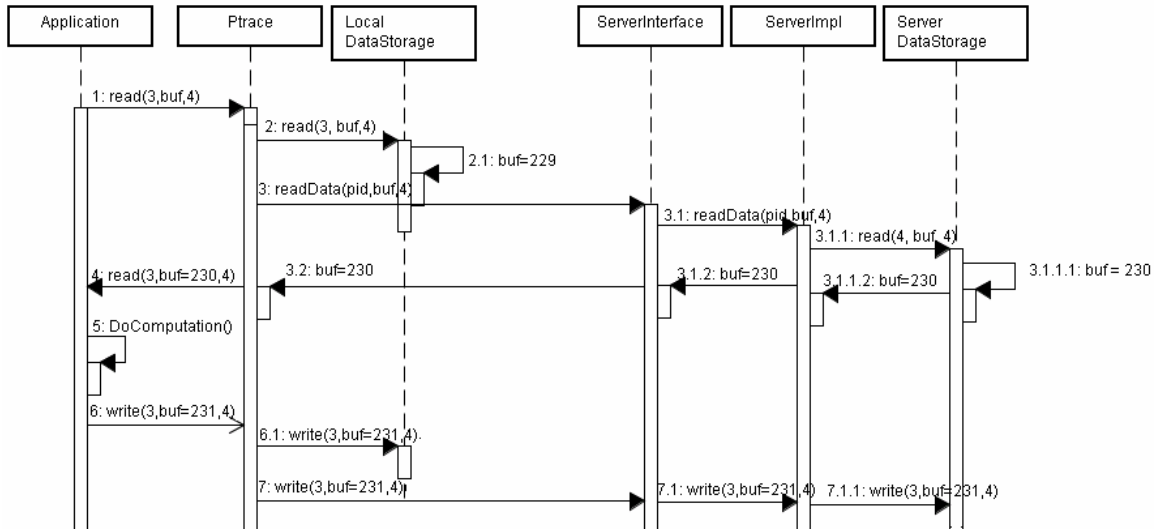 Application
Ptrace
Local
DataStorage
ServerInterface
ServerImpl
Server
DataStorage
1: read(3,buf,4)
2: read(3, buf,4)
2.1: buf=229
3: readData(pid,buf,4)
3.1: readData(pid,buf,4)
3.1.1: read(4, buf, 4)
4: read(3,buf=230,4)
3.2: buf=230
3.1.2: buf=230
3.1.1.2: buf=230
3.1.1.1: buf = 230
5: DoComputation()
6: write(3,buf=231,4)
6.1: write(3,buf=231,4).
7: write(3,buf=231,4)
7.1: write(3,buf=231,4)
7.1.1: write(3,buf=231,4)